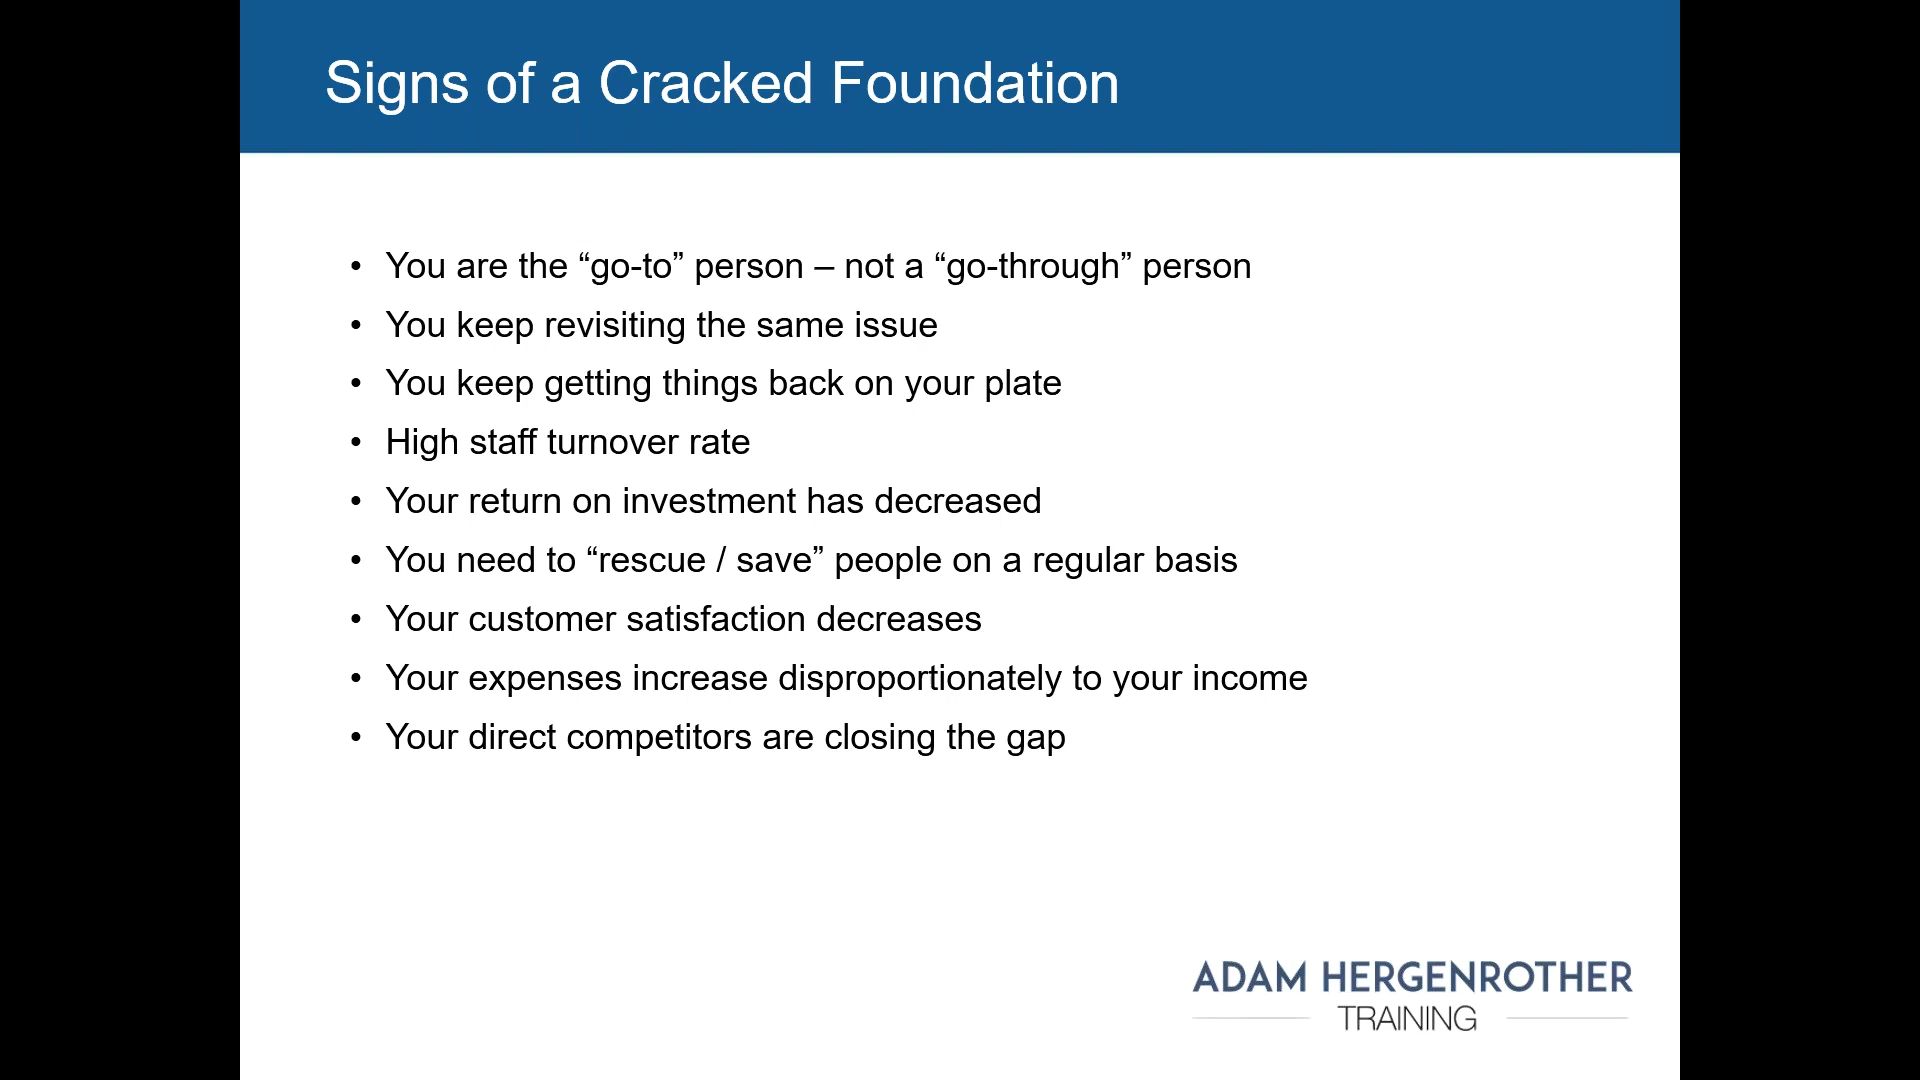 Signs of a Cracked Foundation
• You are the “go-to” person – not a “go-through” person
• You keep revisiting the same issue
• You keep getting things back on your plate
• High staff turnover rate
• Your return on investment has decreased
• You need to “rescue / save” people on a regular basis
• Your customer satisfaction decreases
• Your expenses increase disproportionately to your income
• Your direct competitors are closing the gap
ADAM HERGENROTHER
TRAINING